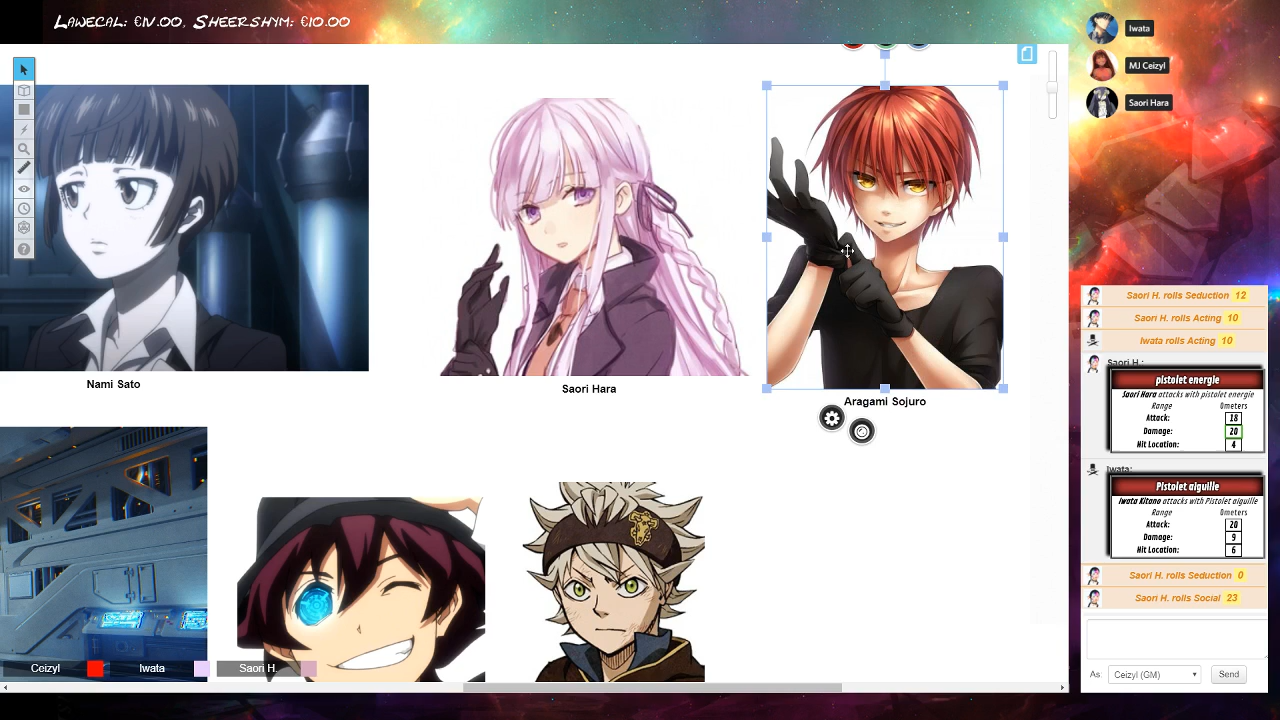 Lawecal: €IV.00, Sheershym: €IO.00
Iwata
MJ Ceizyl
Saori Hara
Nami Sato
Saori Hara
Aragami Sojuro
Ceizyl
Iwata
Saori H.
Saori H. rolls Seduction 12
Saori H. rolls Acting 10
Iwata rolls Acting 10
Saori H.:
pistolet energie
Saori Hara attacks with pistolet energie
Range 0meters
Attack: 18
Damage: 20
Hit Location: 4
Iwata:
Pistolet aiguille
Iwata Kitano attacks with Pistolet aiguille
Range 0meters
Attack: 20
Damage: 9
Hit Location: 6
Saori H. rolls Seduction 0
Saori H. rolls Social 23
As: Ceizyl (GM) Send